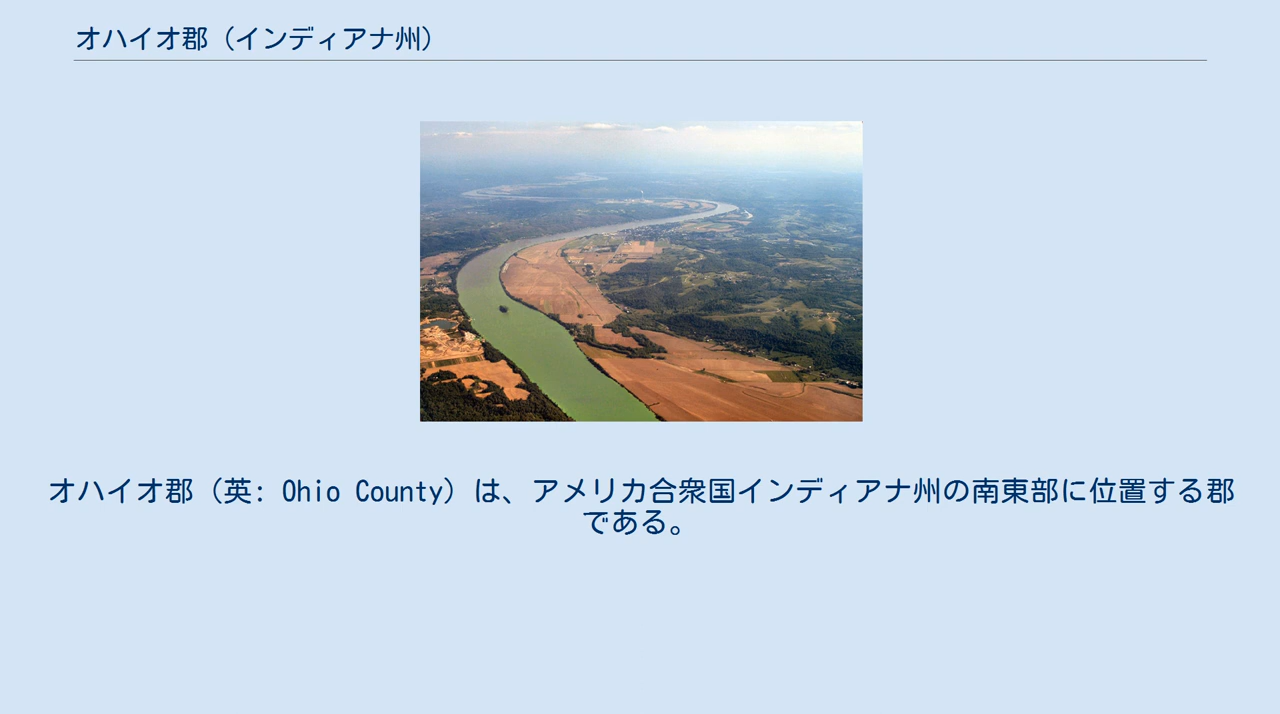 オハイオ郡（インディアナ州）
オハイオ郡（英: Ohio County）は、アメリカ合衆国インディアナ州の南東部に位置する郡
である。